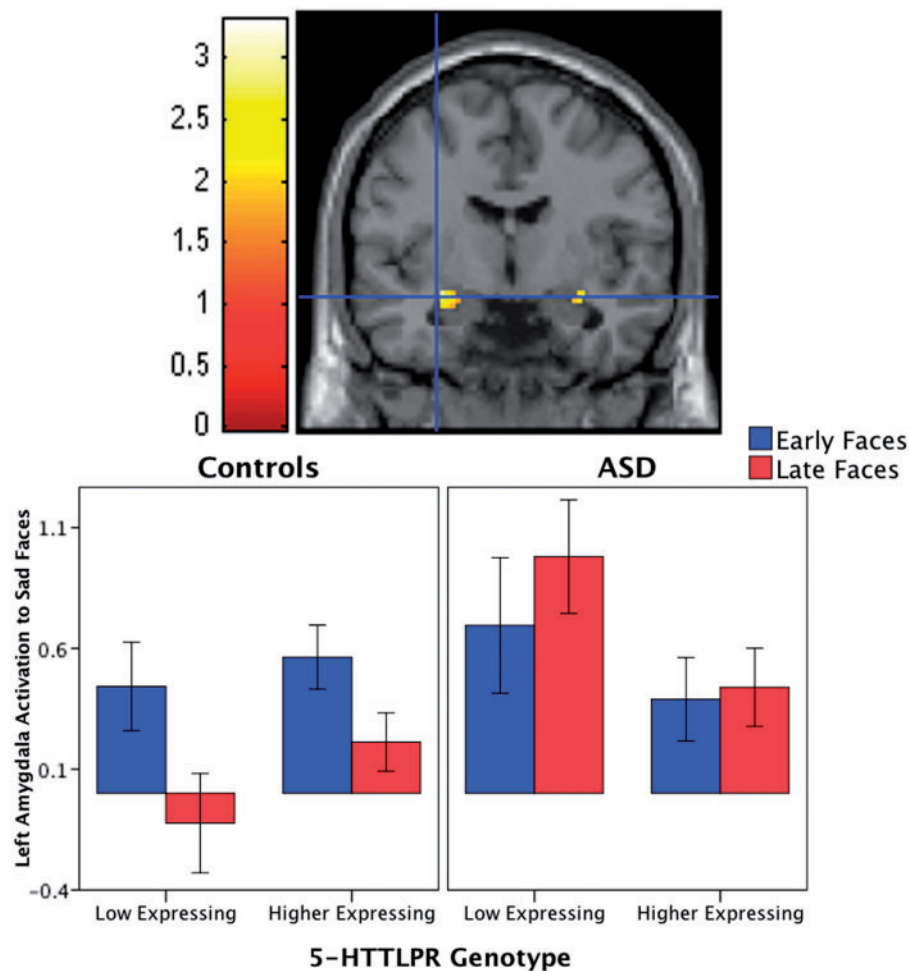 3
2.5
2
1.5
1
0.5
0
Early Faces
Late Faces
Controls
ASD
Left Amygdala Activation to Sad Faces
1.1
0.6
0.1
-0.4
Low Expressing
Higher Expressing
Low Expressing
Higher Expressing
5-HTTLPR Genotype